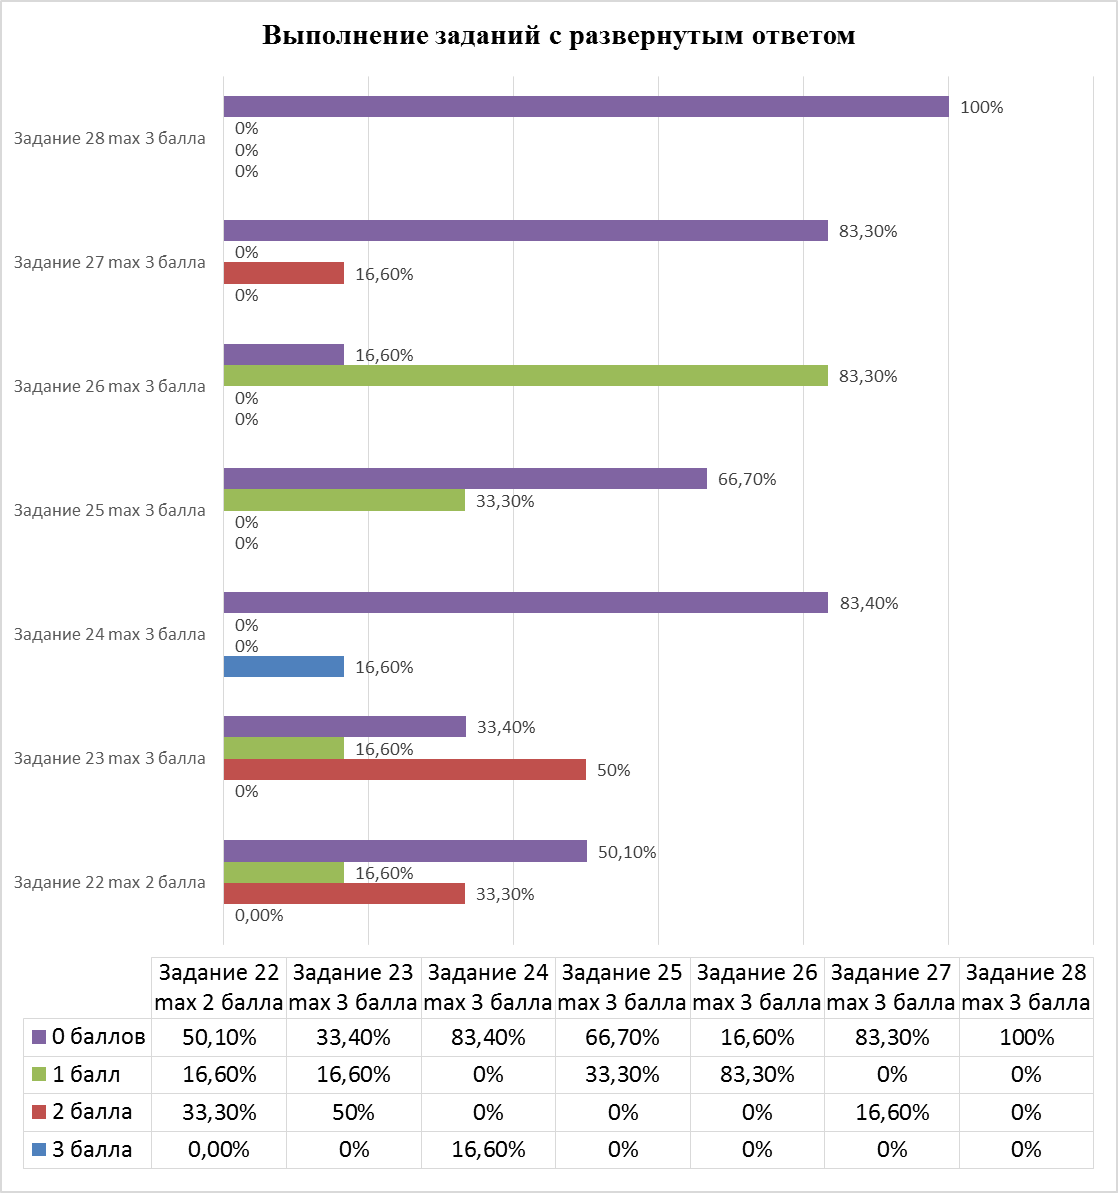 Выполнение заданий с развернутым ответом
Задание 28 max 3 балла
100%
0%
0%
0%
Задание 27 max 3 балла
83,30%
0%
16,60%
0%
Задание 26 max 3 балла
16,60%
83,30%
0%
0%
Задание 25 max 3 балла
66,70%
33,30%
0%
0%
Задание 24 max 3 балла
83,40%
0%
0%
16,60%
Задание 23 max 3 балла
33,40%
16,60%
50%
0%
Задание 22 max 2 балла
50,10%
16,60%
33,30%
0,00%
Задание 22 Задание 23 Задание 24 Задание 25 Задание 26 Задание 27 Задание 28
max 2 балла max 3 балла max 3 балла max 3 балла max 3 балла max 3 балла max 3 балла
0 баллов 50,10% 33,40% 83,40% 66,70% 16,60% 83,30% 100%
1 балл 16,60% 16,60% 0% 33,30% 83,30% 0% 0%
2 балла 33,30% 50% 0% 0% 0% 16,60% 0%
3 балла 0,00% 0% 16,60% 0% 0% 0% 0%